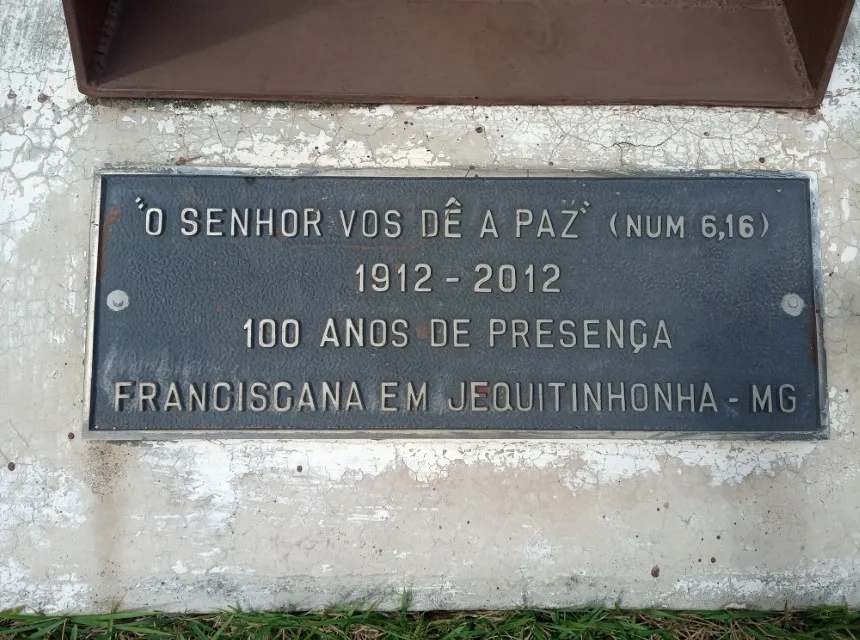 "O SENHOR VOS DÊ A PAZ" (NUM 6,16)
1912 - 2012
100 ANOS DE PRESENÇA
FRANCISCANA EM JEQUITINHONHA - MG